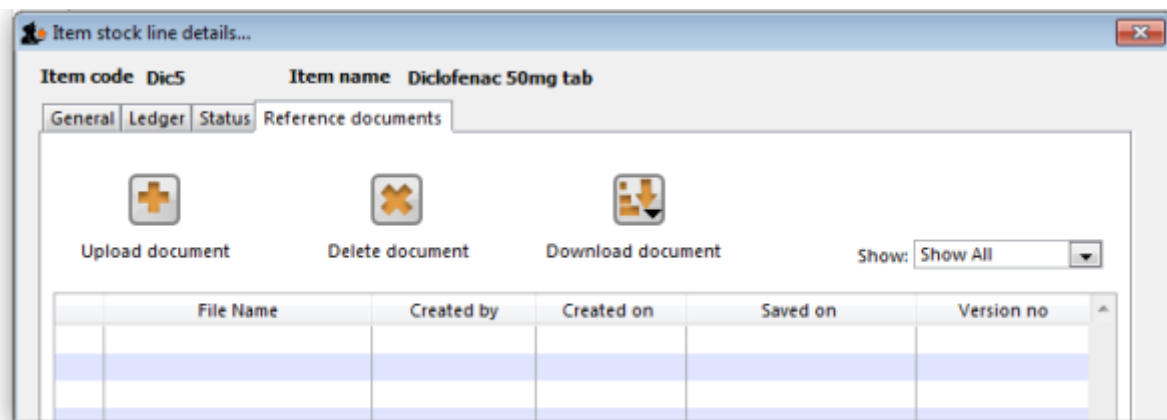 Item stock line details...
Item code Dic5 Item name Diclofenac 50mg tab
General Ledger Status Reference documents
Upload document Delete document Download document
Show: Show All
File Name Created by Created on Saved on Version no